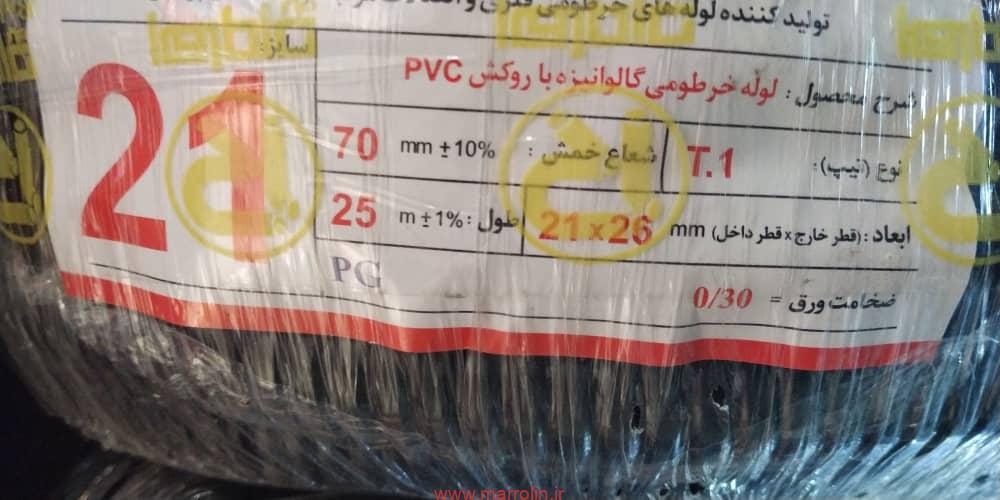 تولید کننده لوله های خرطومی فلزی و
سایز:
21
شرح محصول : لوله خرطومی گالوانیزه با روکش PVC
نوع (تیپ): T.1
شعاع خمش : 70 mm ±10%
ابعاد : (قطر خارج×قطر داخل) 21x26 mm
طول : 25 m ±1%
ضخامت ورق = 0/30
PG
www.marrolin.ir